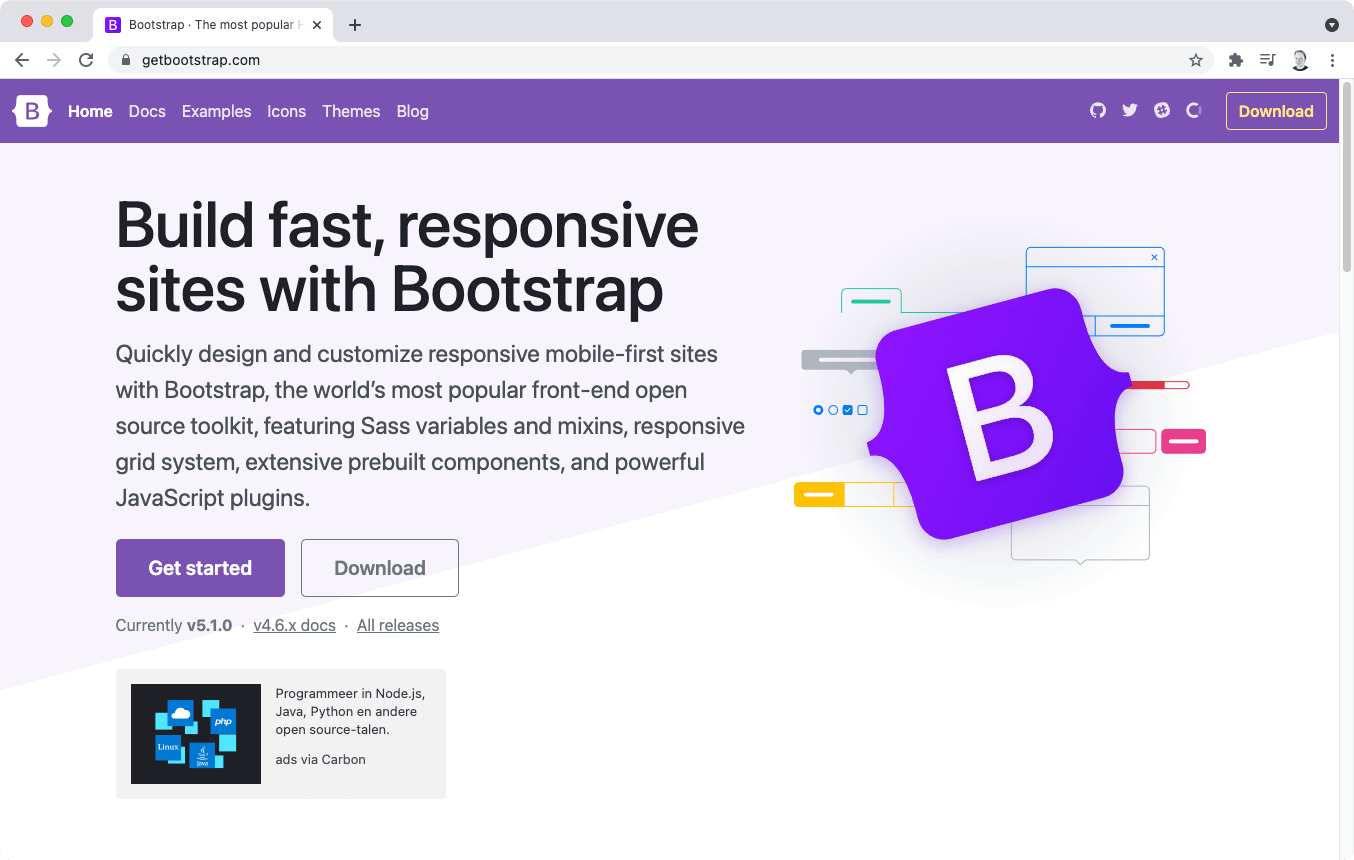 Bootstrap · The most popular H
getbootstrap.com
B
Home Docs Examples Icons Themes Blog
Download
Build fast, responsive
sites with Bootstrap
Quickly design and customize responsive mobile-first sites
with Bootstrap, the world’s most popular front-end open
source toolkit, featuring Sass variables and mixins, responsive
grid system, extensive prebuilt components, and powerful
JavaScript plugins.
B
Get started
Download
Currently v5.1.0 · v4.6.x docs · All releases
php
Linux
Java
Programmeer in Node.js,
Java, Python en andere
open source-talen.
ads via Carbon